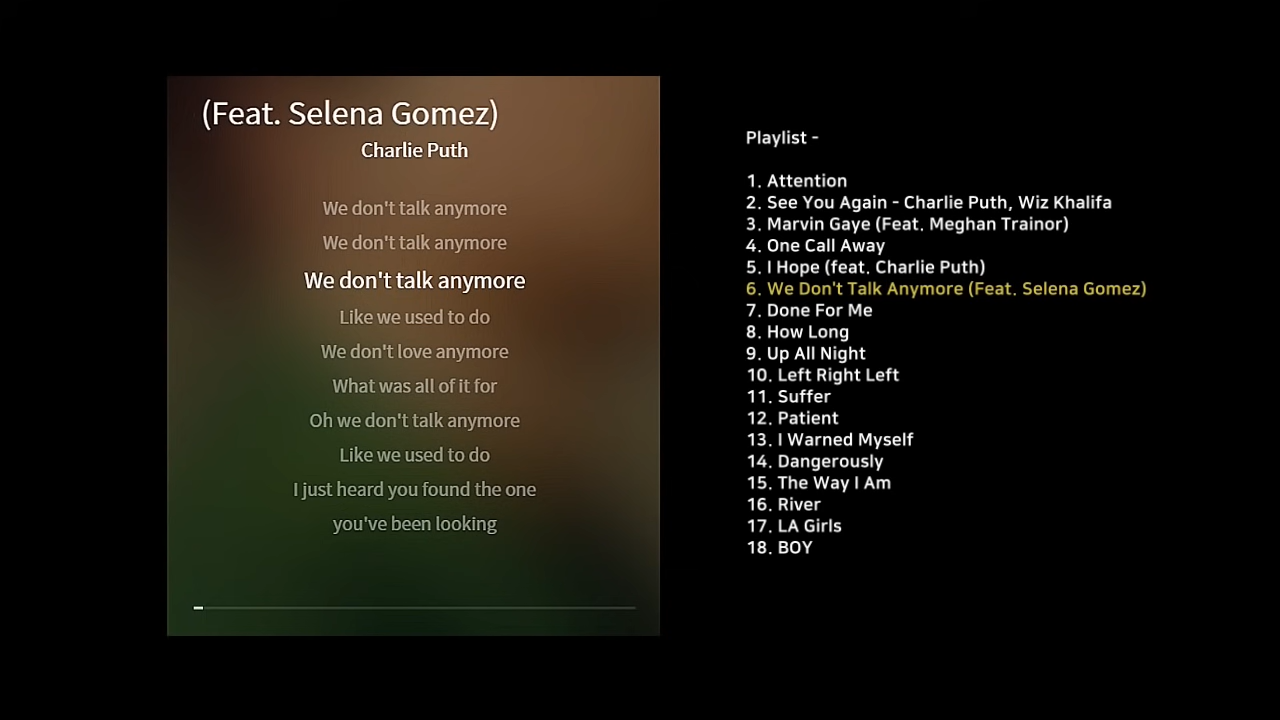 (Feat. Selena Gomez)
Charlie Puth
We don't talk anymore
We don't talk anymore
We don't talk anymore
Like we used to do
We don't love anymore
What was all of it for
Oh we don't talk anymore
Like we used to do
I just heard you found the one
you've been looking
Playlist -
1. Attention
2. See You Again - Charlie Puth, Wiz Khalifa
3. Marvin Gaye (Feat. Meghan Trainor)
4. One Call Away
5. I Hope (feat. Charlie Puth)
6. We Don't Talk Anymore (Feat. Selena Gomez)
7. Done For Me
8. How Long
9. Up All Night
10. Left Right Left
11. Suffer
12. Patient
13. I Warned Myself
14. Dangerously
15. The Way I Am
16. River
17. LA Girls
18. BOY